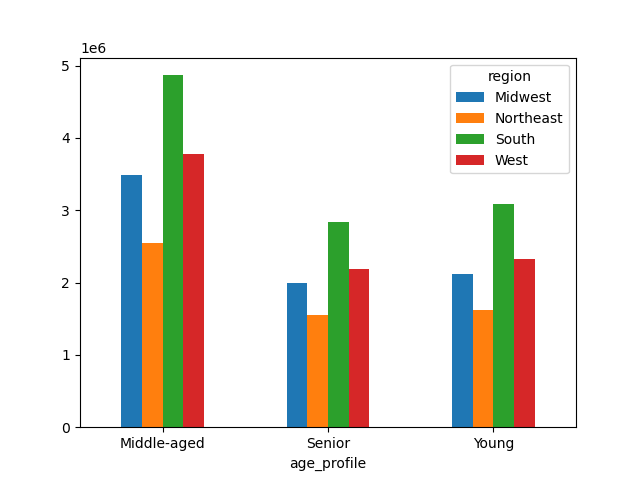 1e6
5
4
3
2
1
0
region
Midwest
Northeast
South
West
Middle-aged
Senior
Young
age_profile